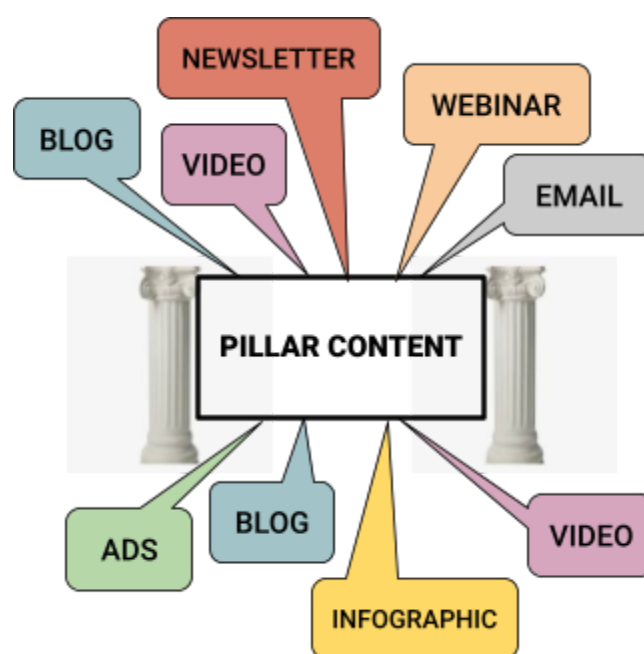 NEWSLETTER
WEBINAR
BLOG
VIDEO
EMAIL
PILLAR CONTENT
ADS
BLOG
VIDEO
INFOGRAPHIC